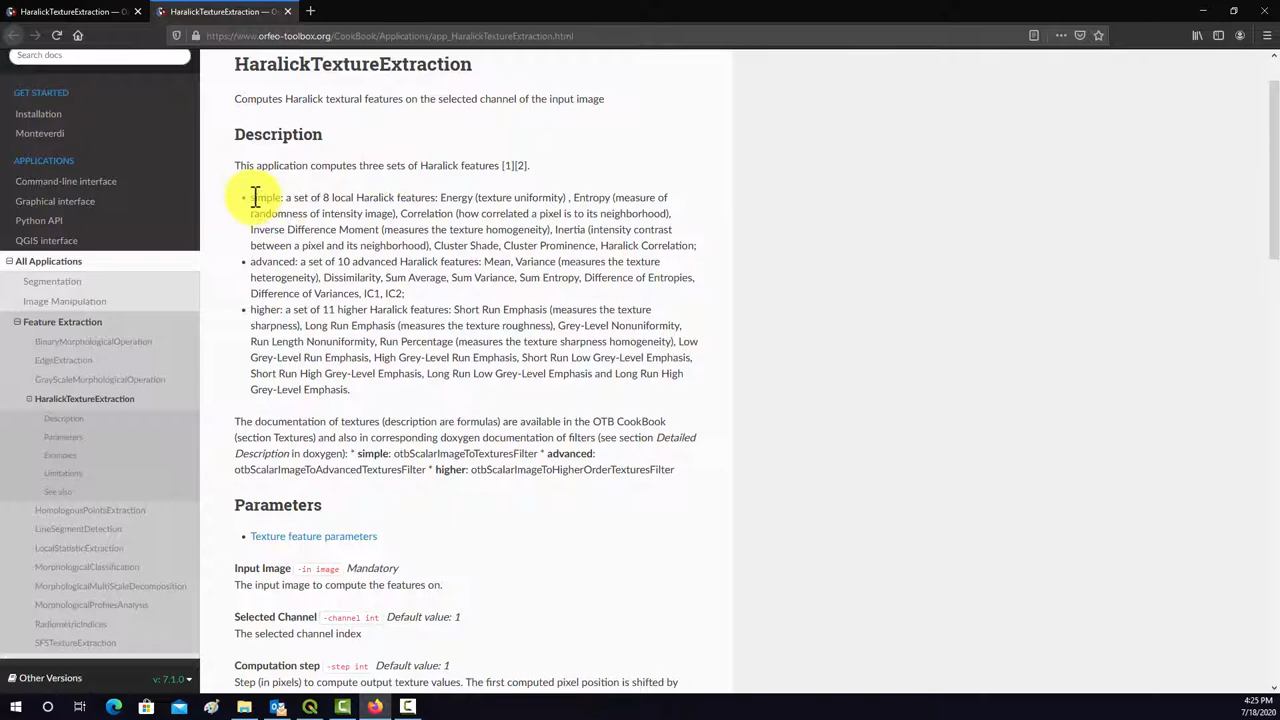 HaralickTextureExtraction — O
HaralickTextureExtraction — O
https://www.orfeo-toolbox.org/CookBook/Applications/app_HaralickTextureExtraction.html
Search docs
GET STARTED
Installation
Monteverdi
APPLICATIONS
Command-line interface
Graphical interface
Python API
QGIS interface
All Applications
Segmentation
Image Manipulation
Feature Extraction
BinaryMorphologicalOperation
EdgeExtraction
GrayScaleMorphologicalOperation
HaralickTextureExtraction
Description
Parameters
Examples
Limitations
See also
HomologousPointsExtraction
LineSegmentDetection
LocalStatisticExtraction
MorphologicalClassification
MorphologicalMultiScaleDecomposition
MorphologicalProfilesAnalysis
RadiometricIndices
SFSTextureExtraction
Other Versions
v: 7.1.0
HaralickTextureExtraction
Computes Haralick textural features on the selected channel of the input image
Description
This application computes three sets of Haralick features [1][2].
• simple: a set of 8 local Haralick features: Energy (texture uniformity) , Entropy (measure of
randomness of intensity image), Correlation (how correlated a pixel is to its neighborhood),
Inverse Difference Moment (measures the texture homogeneity), Inertia (intensity contrast
between a pixel and its neighborhood), Cluster Shade, Cluster Prominence, Haralick Correlation;
• advanced: a set of 10 advanced Haralick features: Mean, Variance (measures the texture
heterogeneity), Dissimilarity, Sum Average, Sum Variance, Sum Entropy, Difference of Entropies,
Difference of Variances, IC1, IC2;
• higher: a set of 11 higher Haralick features: Short Run Emphasis (measures the texture
sharpness), Long Run Emphasis (measures the texture roughness), Grey-Level Nonuniformity,
Run Length Nonuniformity, Run Percentage (measures the texture sharpness homogeneity), Low
Grey-Level Run Emphasis, High Grey-Level Run Emphasis, Short Run Low Grey-Level Emphasis,
Short Run High Grey-Level Emphasis, Long Run Low Grey-Level Emphasis and Long Run High
Grey-Level Emphasis.
The documentation of textures (description are formulas) are available in the OTB CookBook
(section Textures) and also in corresponding doxygen documentation of filters (see section Detailed
Description in doxygen): * simple: otbScalarImageToTexturesFilter * advanced:
otbScalarImageToAdvancedTexturesFilter * higher: otbScalarImageToHigherOrderTexturesFilter
Parameters
• Texture feature parameters
Input Image -in image Mandatory
The input image to compute the features on.
Selected Channel -channel int Default value: 1
The selected channel index
Computation step -step int Default value: 1
Step (in pixels) to compute output texture values. The first computed pixel position is shifted by
4:25 PM
7/18/2020